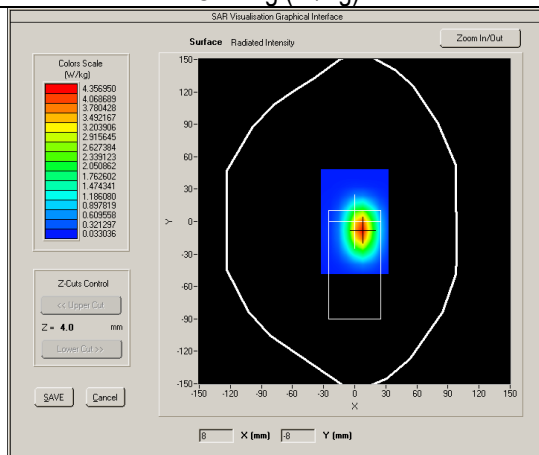 SAR Visualisation Graphical Interface
Surface Radiated Intensity
Zoom In/Out
Colors Scale
(W/kg)
4.356950
4.068689
3.780428
3.492167
3.203906
2.915645
2.627384
2.339123
2.050862
1.762602
1.474341
1.186080
0.897819
0.609558
0.321297
0.033036
Z-Cuts Control
<< Upper Cut
Z = 4.0 mm
Lower Cut >>
SAVE Cancel
150
120
90
60
30
0
-30
-60
-90
-120
-150
Y
-150 -120 -90 -60 -30 0 30 60 90 120 150
X
8 X (mm) -8 Y (mm)